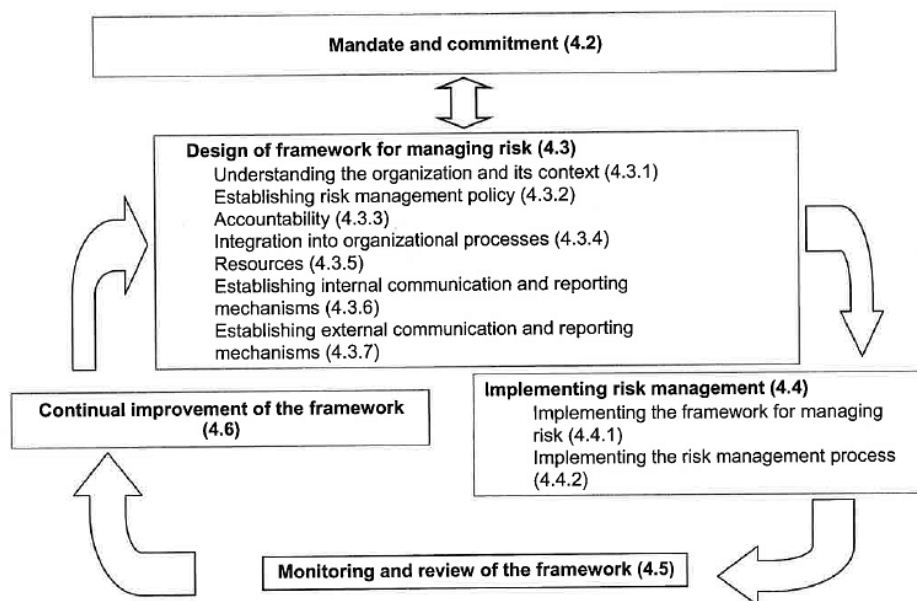 Mandate and commitment (4.2)
Design of framework for managing risk (4.3)
Understanding the organization and its context (4.3.1)
Establishing risk management policy (4.3.2)
Accountability (4.3.3)
Integration into organizational processes (4.3.4)
Resources (4.3.5)
Establishing internal communication and reporting
mechanisms (4.3.6)
Establishing external communication and reporting
mechanisms (4.3.7)
Implementing risk management (4.4)
Implementing the framework for managing
risk (4.4.1)
Implementing the risk management process
(4.4.2)
Continual improvement of the framework
(4.6)
Monitoring and review of the framework (4.5)